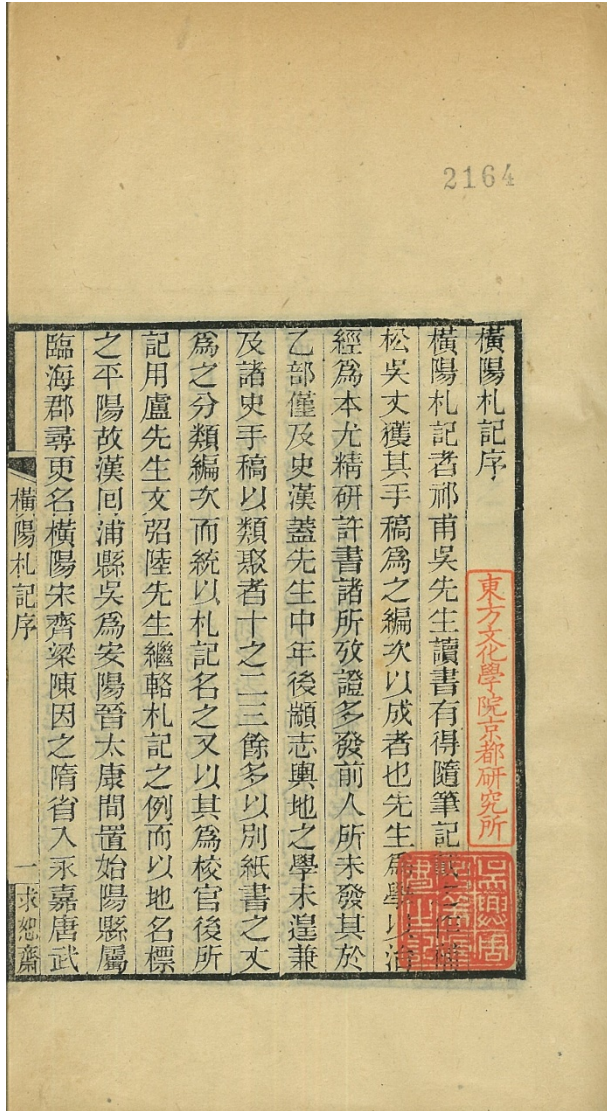 2164
橫陽札記序
橫陽札記者祁甫吳先生讀書有得隨筆記
松吳丈獲其手稿爲之編次以成者也先生爲學以治
經爲本尤精研許書諸所攷證多發前人所未發其於
乙部僅及史漢蓋先生中年後顓志輿地之學未遑兼
及諸史手稿以類聚者十之二三餘多以別紙書之丈
爲之分類編次而統以札記名之又以其爲校官後所
記用盧先生文弨陸先生繼輅札記之例而以地名標
之平陽故漢回浦縣吳爲安陽晉太康間置始陽縣屬
臨海郡尋更名橫陽宋齊梁陳因之隋省入永嘉唐武
橫陽札記序
一
求恕齋
東方文化學院京都研究所